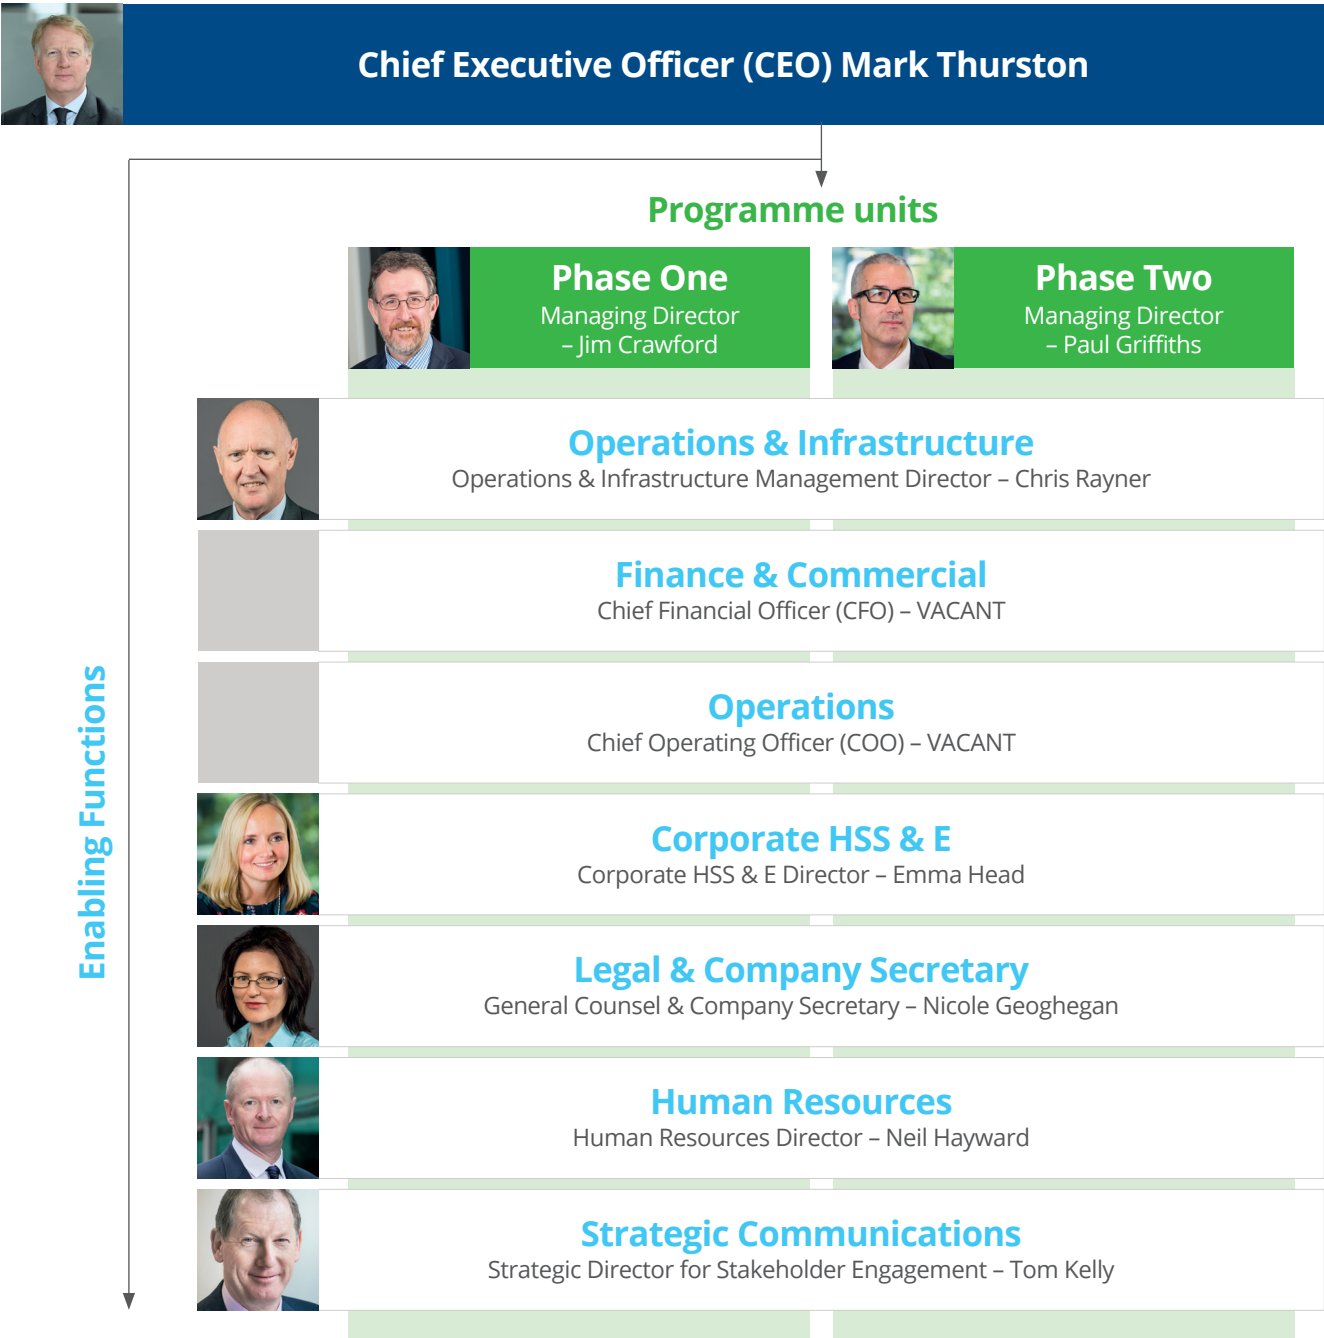 Chief Executive Officer (CEO) Mark Thurston
Programme units
Phase One
Managing Director
– Jim Crawford
Phase Two
Managing Director
– Paul Griffiths
Enabling Functions
Operations & Infrastructure
Operations & Infrastructure Management Director – Chris Rayner
Finance & Commercial
Chief Financial Officer (CFO) – VACANT
Operations
Chief Operating Officer (COO) – VACANT
Corporate HSS & E
Corporate HSS & E Director – Emma Head
Legal & Company Secretary
General Counsel & Company Secretary – Nicole Geoghegan
Human Resources
Human Resources Director – Neil Hayward
Strategic Communications
Strategic Director for Stakeholder Engagement – Tom Kelly